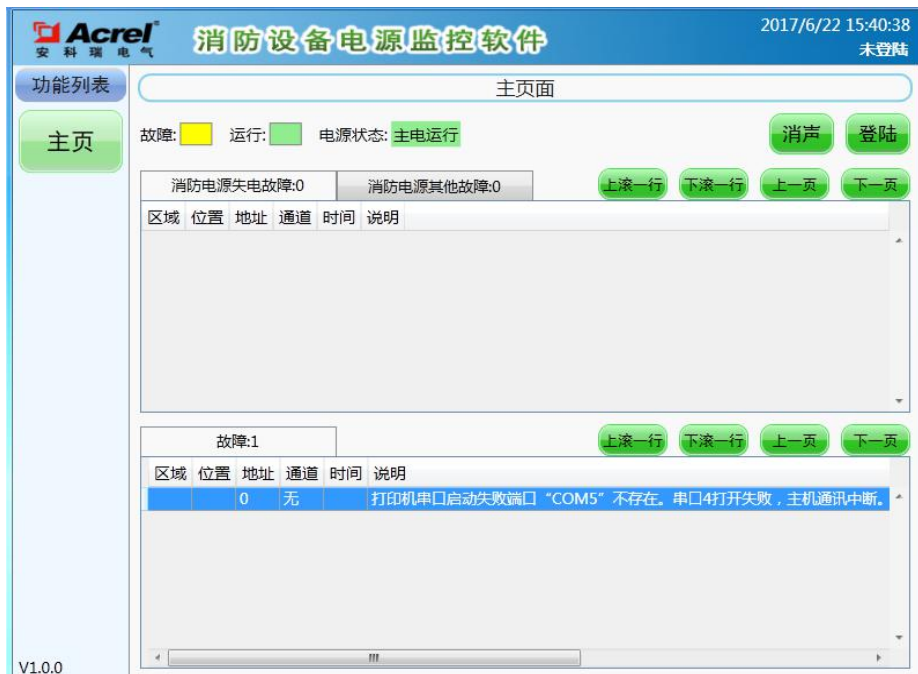 Acrel
安科瑞电气
消防设备电源监控软件
2017/6/22 15:40:38
未登陆
功能列表
主页面
主页
故障: 运行: 电源状态: 主电运行
消声 登陆
消防电源失电故障:0 消防电源其他故障:0 上滚一行 下滚一行 上一页 下一页
区域 位置 地址 通道 时间 说明
故障:1 上滚一行 下滚一行 上一页 下一页
区域 位置 地址 通道 时间 说明
0 无 打印机串口启动失败端口“COM5”不存在。串口4打开失败，主机通讯中断。
V1.0.0